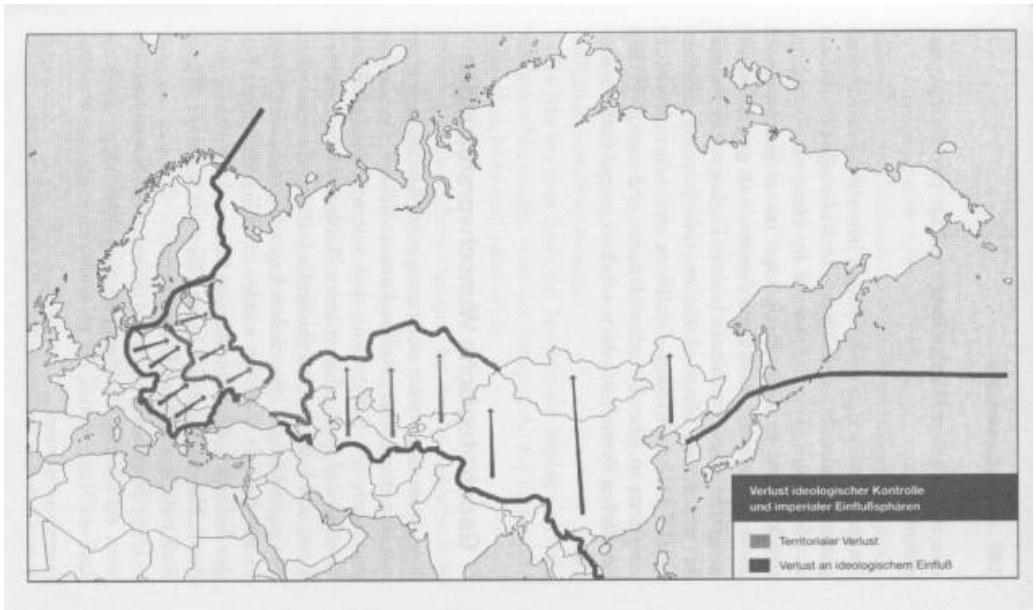 Verlust ideologischer Kontrolle
und imperialer Einflußsphären
Territorialer Verlust
Verlust an ideologischem Einfluß